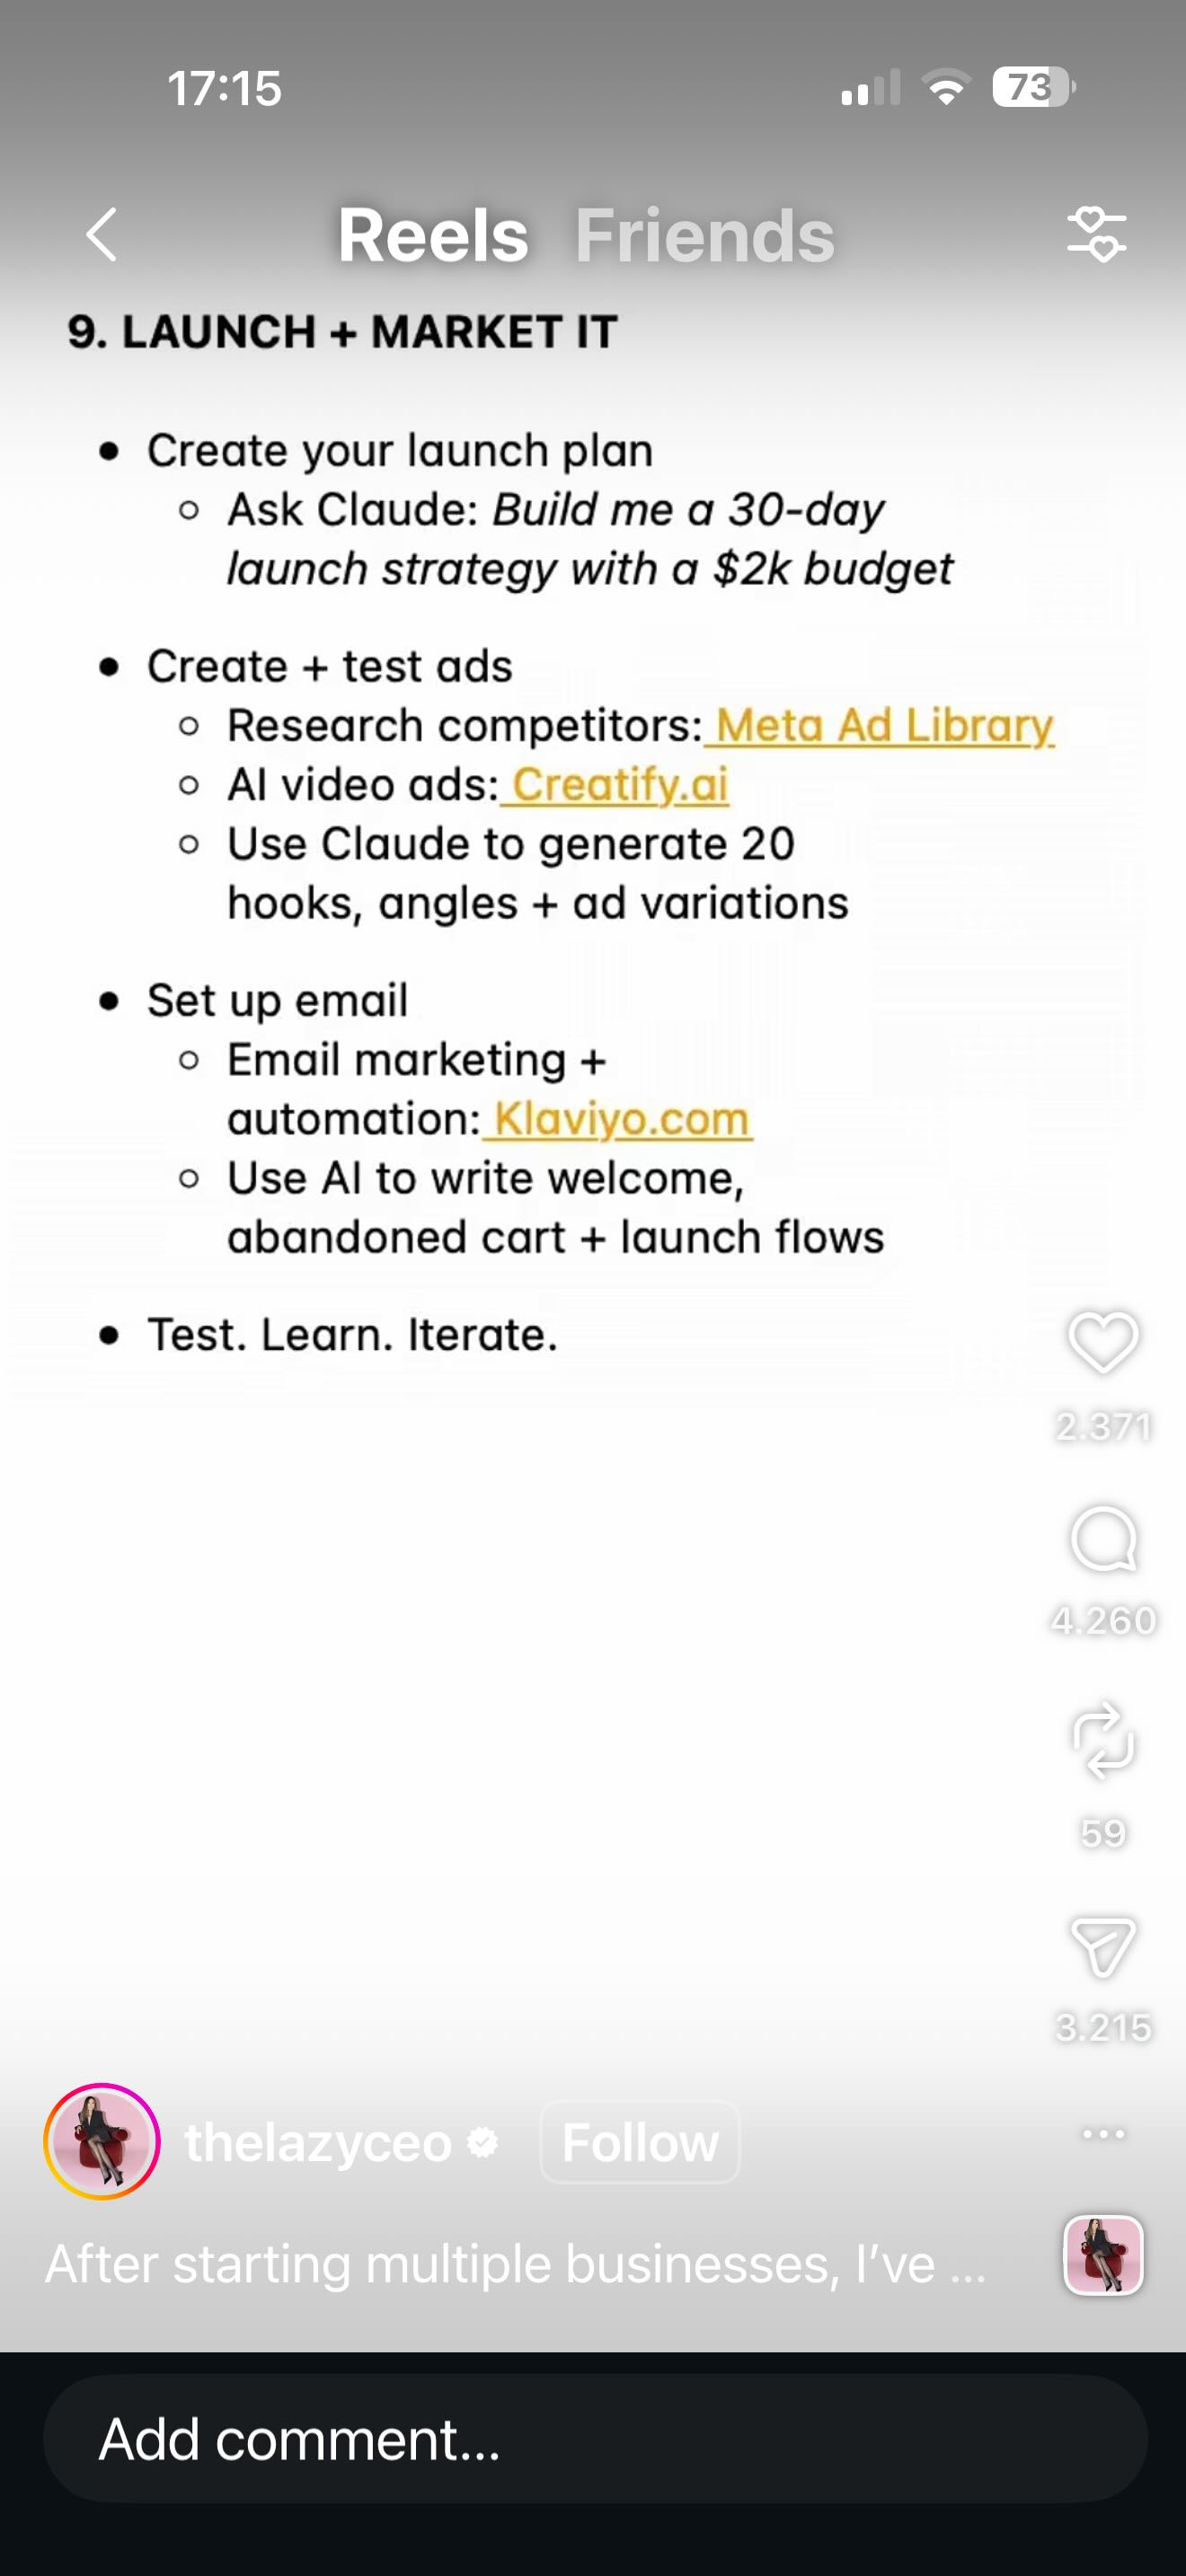 17:15
73
Reels Friends
9. LAUNCH + MARKET IT
● Create your launch plan
○ Ask Claude: Build me a 30-day
launch strategy with a $2k budget
● Create + test ads
○ Research competitors: Meta Ad Library
○ AI video ads: Creatify.ai
○ Use Claude to generate 20
hooks, angles + ad variations
● Set up email
○ Email marketing +
automation: Klaviyo.com
○ Use AI to write welcome,
abandoned cart + launch flows
● Test. Learn. Iterate.
2.371
4.260
59
3.215
thelazyceo Follow
After starting multiple businesses, I’ve ...
Add comment...